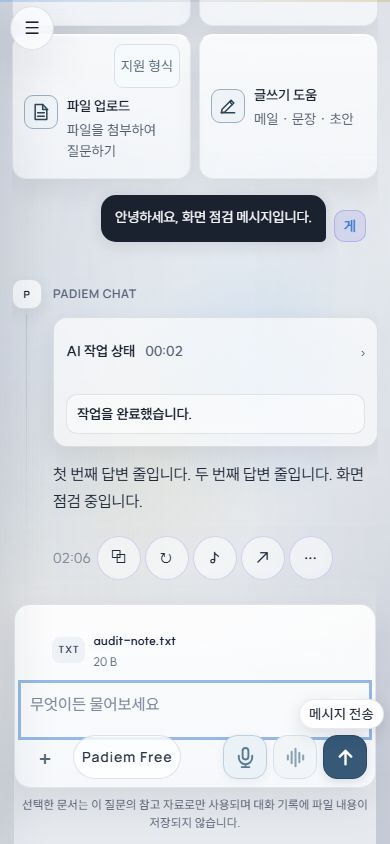 지원 형식
파일 업로드
파일을 첨부하여
질문하기
글쓰기 도움
메일 · 문장 · 초안
안녕하세요, 화면 점검 메시지입니다.
게
P
PADIEM CHAT
AI 작업 상태 00:02
작업을 완료했습니다.
첫 번째 답변 줄입니다. 두 번째 답변 줄입니다. 화면
점검 중입니다.
02:06
TXT
audit-note.txt
20 B
무엇이든 물어보세요
메시지 전송
Padiem Free
선택한 문서는 이 질문의 참고 자료로만 사용되며 대화 기록에 파일 내용이
저장되지 않습니다.